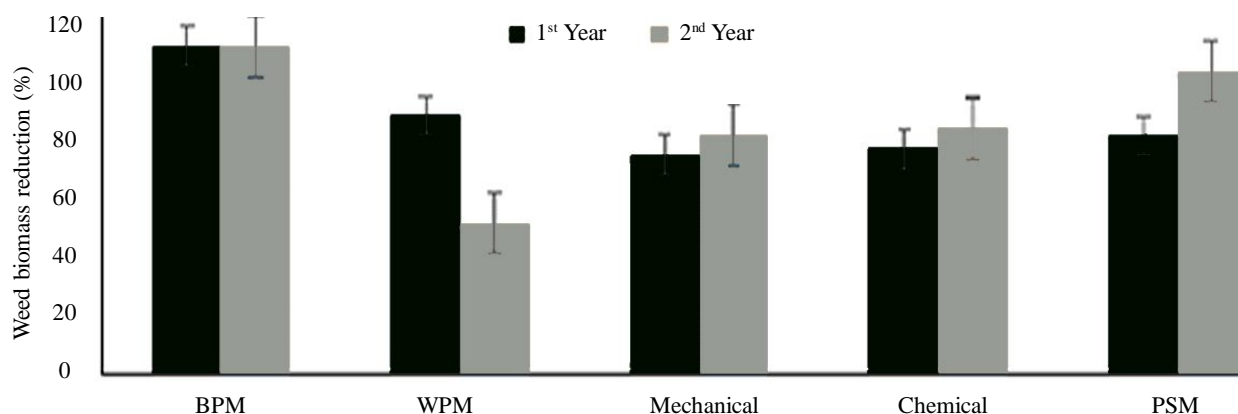 Weed biomass reduction (%)
120
100
80
60
40
20
0
1st Year
2nd Year
BPM
WPM
Mechanical
Chemical
PSM